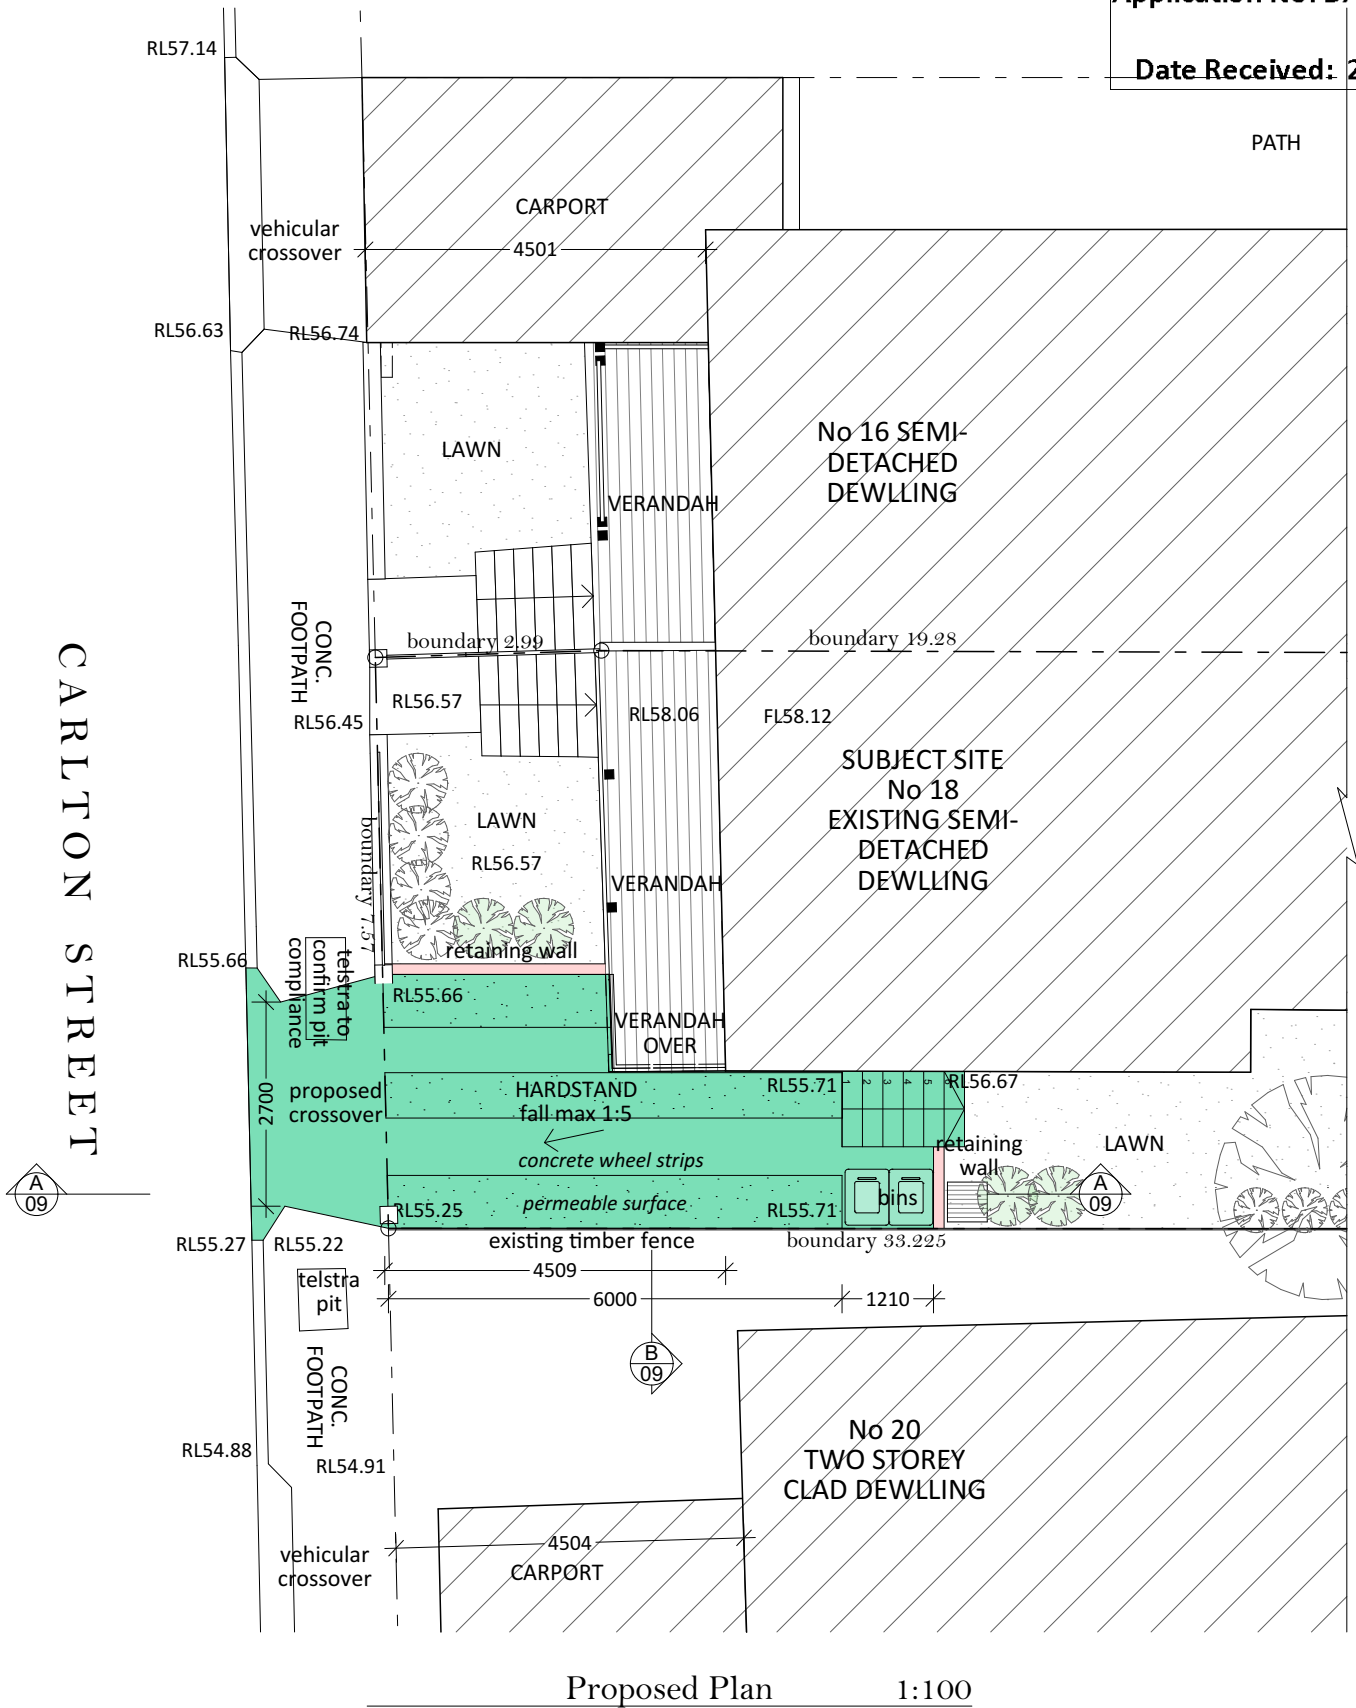 Date Received: 2
RL57.14
PATH
CARPORT
vehicular
crossover
4501
RL56.63
RL56.74
LAWN
No 16 SEMI-
DETACHED
DEWLLING
VERANDAH
CONC.
FOOTPATH
boundary 2.99
boundary 19.28
RL56.57
RL56.45
RL58.06
FL58.12
CARLTON STREET
SUBJECT SITE
No 18
EXISTING SEMI-
DETACHED
DEWLLING
boundary 7.57
LAWN
RL56.57
VERANDAH
retaining wall
RL55.66
telstra to
confirm pit
compliance
RL55.66
VERANDAH
OVER
2700
proposed
crossover
HARDSTAND
fall max 1:5
RL55.71
1
2
3
4
5
RL56.67
concrete wheel strips
retaining
wall
LAWN
A
09
permeable surface
RL55.25
RL55.71
bins
A
09
RL55.27
RL55.22
existing timber fence
boundary 33.225
telstra
pit
4509
6000
1210
B
09
CONC.
FOOTPATH
RL54.88
RL54.91
No 20
TWO STOREY
CLAD DEWLLING
vehicular
crossover
4504
CARPORT
Proposed Plan 1:100